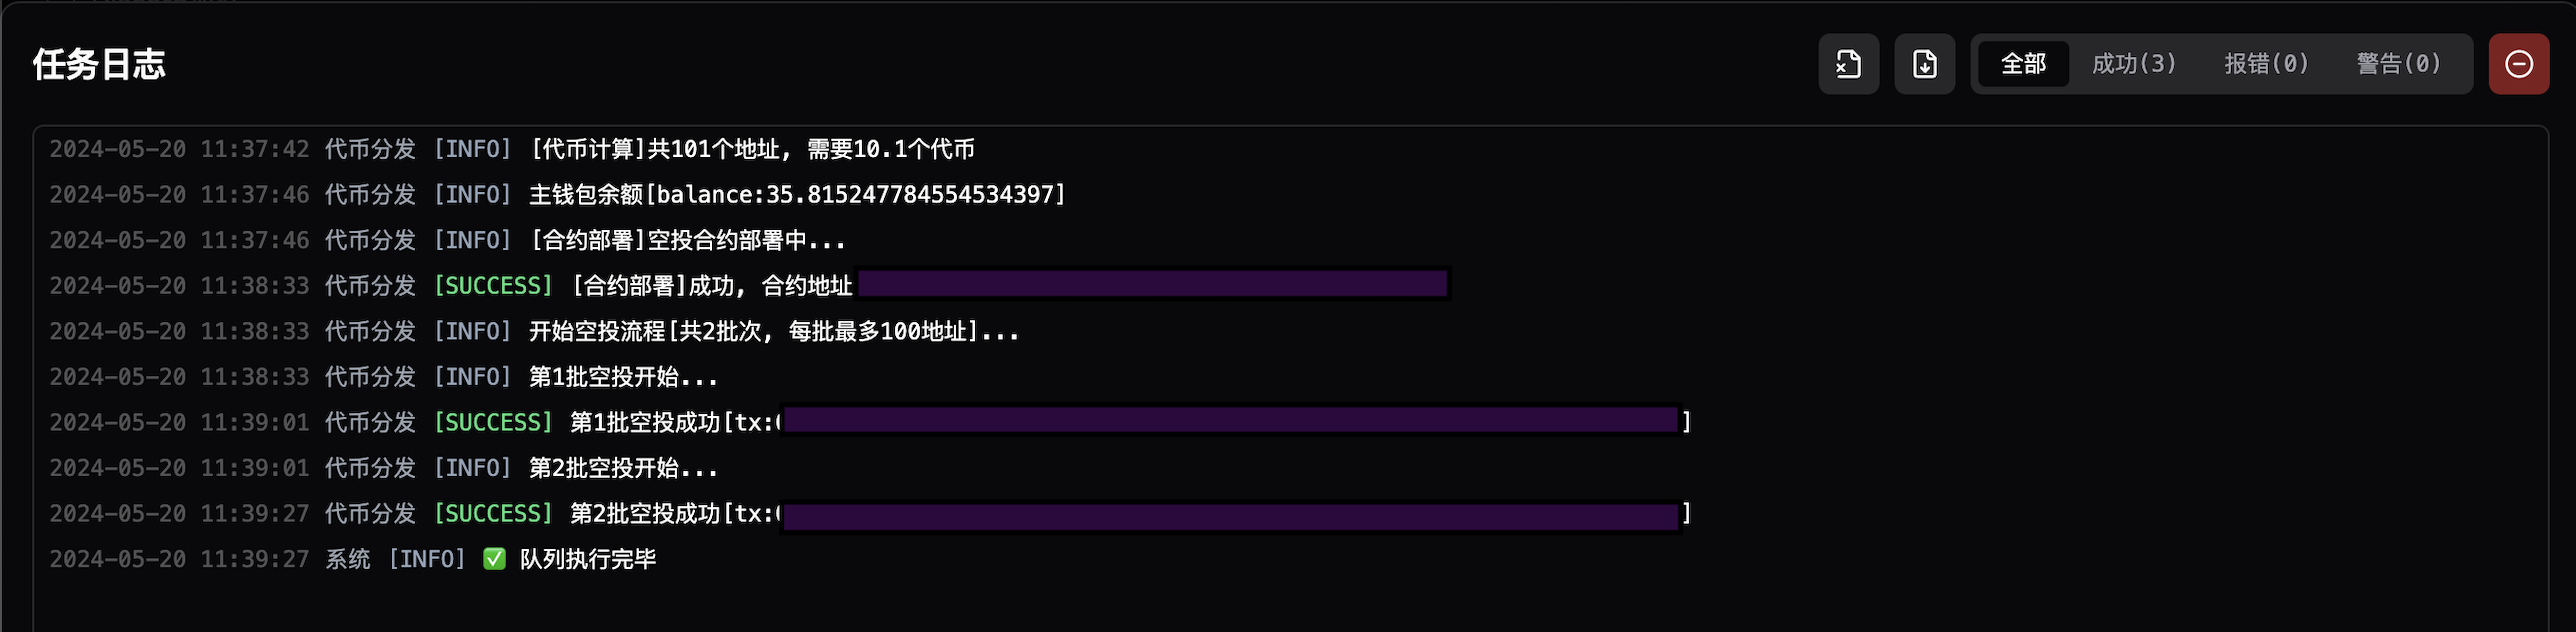 任务日志
全部 成功(3) 报错(0) 警告(0)
2024-05-20 11:37:42 代币分发 [INFO] [代币计算]共101个地址, 需要10.1个代币
2024-05-20 11:37:46 代币分发 [INFO] 主钱包余额[balance:35.815247784554534397]
2024-05-20 11:37:46 代币分发 [INFO] [合约部署]空投合约部署中...
2024-05-20 11:38:33 代币分发 [SUCCESS] [合约部署]成功, 合约地址
2024-05-20 11:38:33 代币分发 [INFO] 开始空投流程[共2批次, 每批最多100地址]...
2024-05-20 11:38:33 代币分发 [INFO] 第1批空投开始...
2024-05-20 11:39:01 代币分发 [SUCCESS] 第1批空投成功[tx: ]
2024-05-20 11:39:01 代币分发 [INFO] 第2批空投开始...
2024-05-20 11:39:27 代币分发 [SUCCESS] 第2批空投成功[tx: ]
2024-05-20 11:39:27 系统 [INFO] ✅ 队列执行完毕